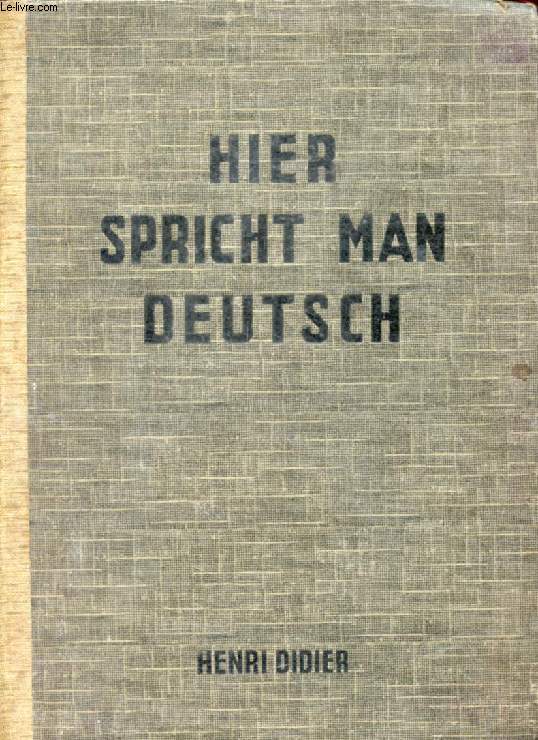 Le-livre.com
HIER
SPRICHT MAN
DEUTSCH
HENRI DIDIER